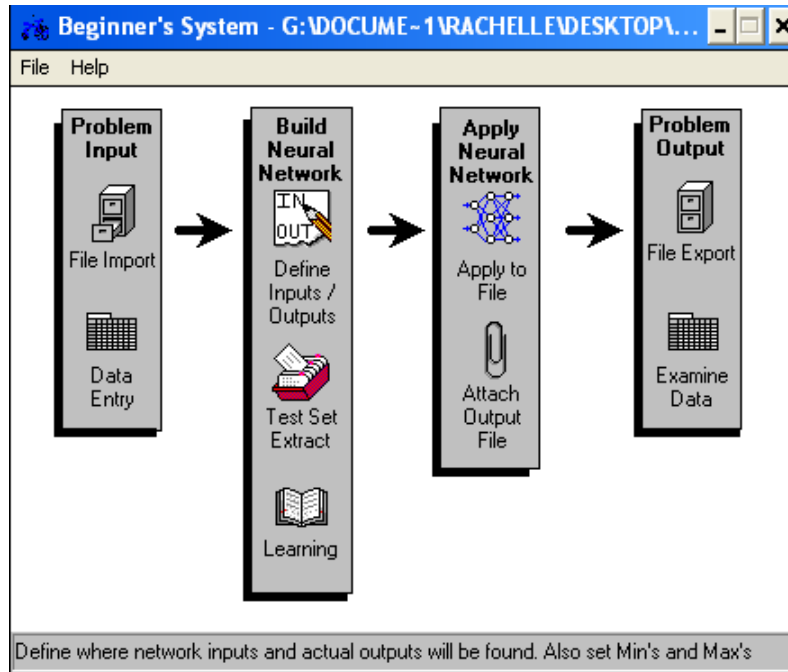 Beginner's System - G:\DOCUME~1\RACHELLE\DESKTOP\...
File Help
Problem
Input
File Import
Data
Entry
Build
Neural
Network
IN
OUT
Define
Inputs /
Outputs
Test Set
Extract
Learning
Apply
Neural
Network
Apply to
File
Attach
Output
File
Problem
Output
File Export
Examine
Data
Define where network inputs and actual outputs will be found. Also set Min's and Max's